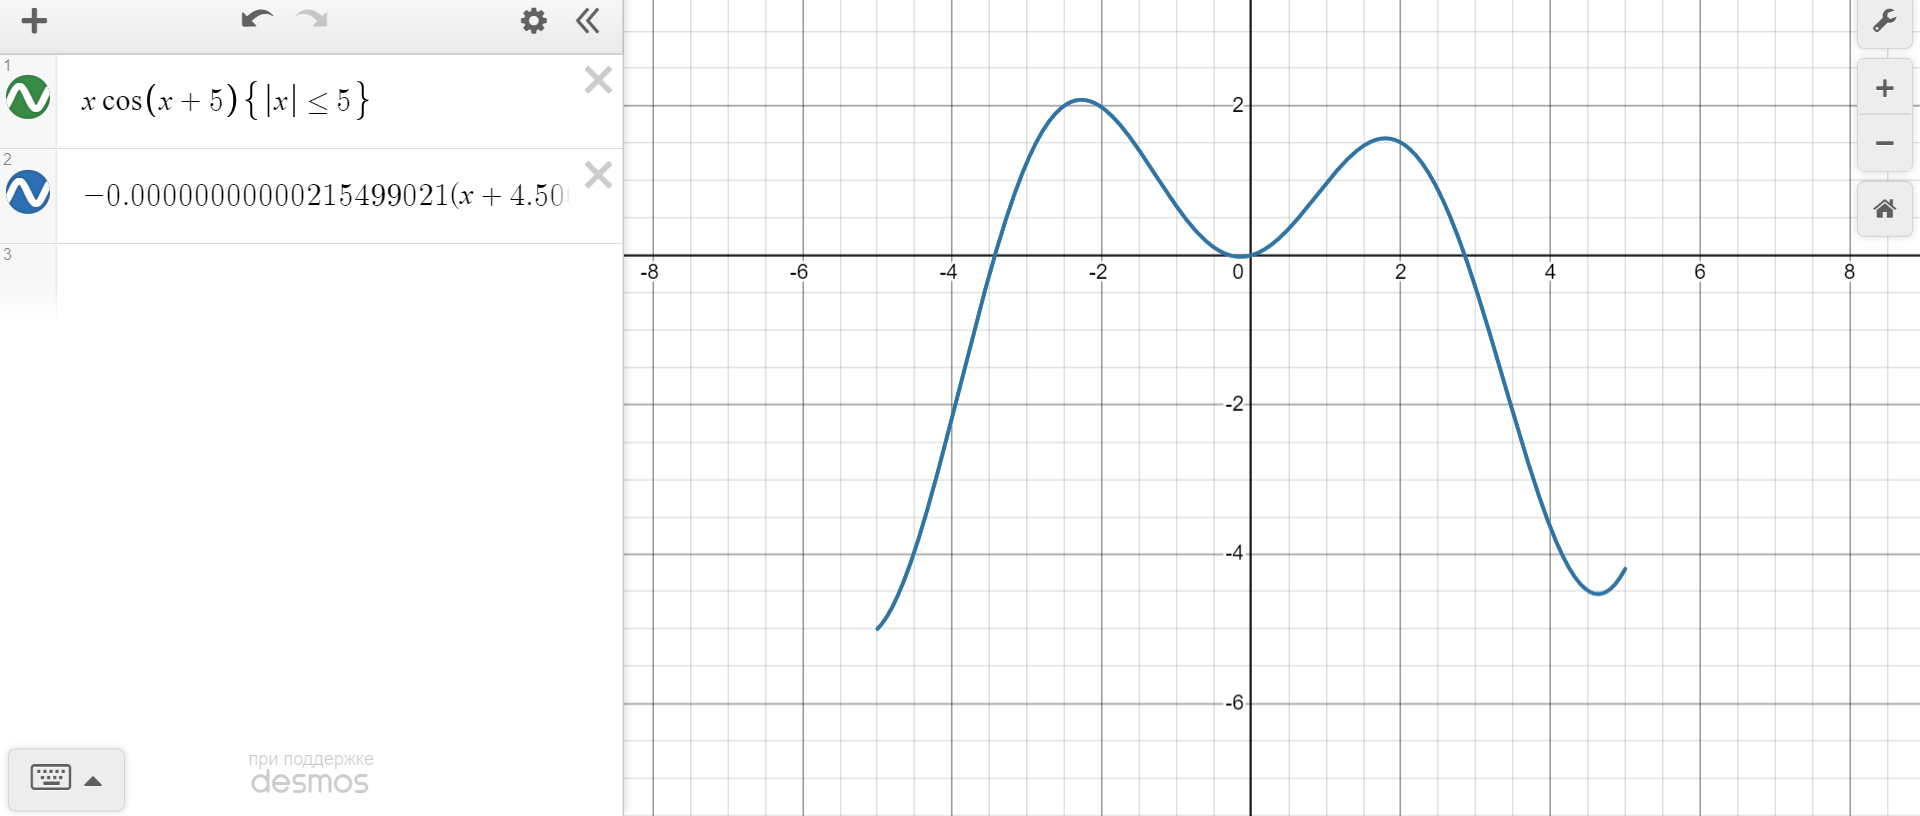 1
x cos(x + 5){|x| ≤ 5}
2
−0.00000000000215499021(x + 4.50
3
2
-8 -6 -4 -2 0 2 4 6 8
-2
-4
-6
при поддержке
desmos